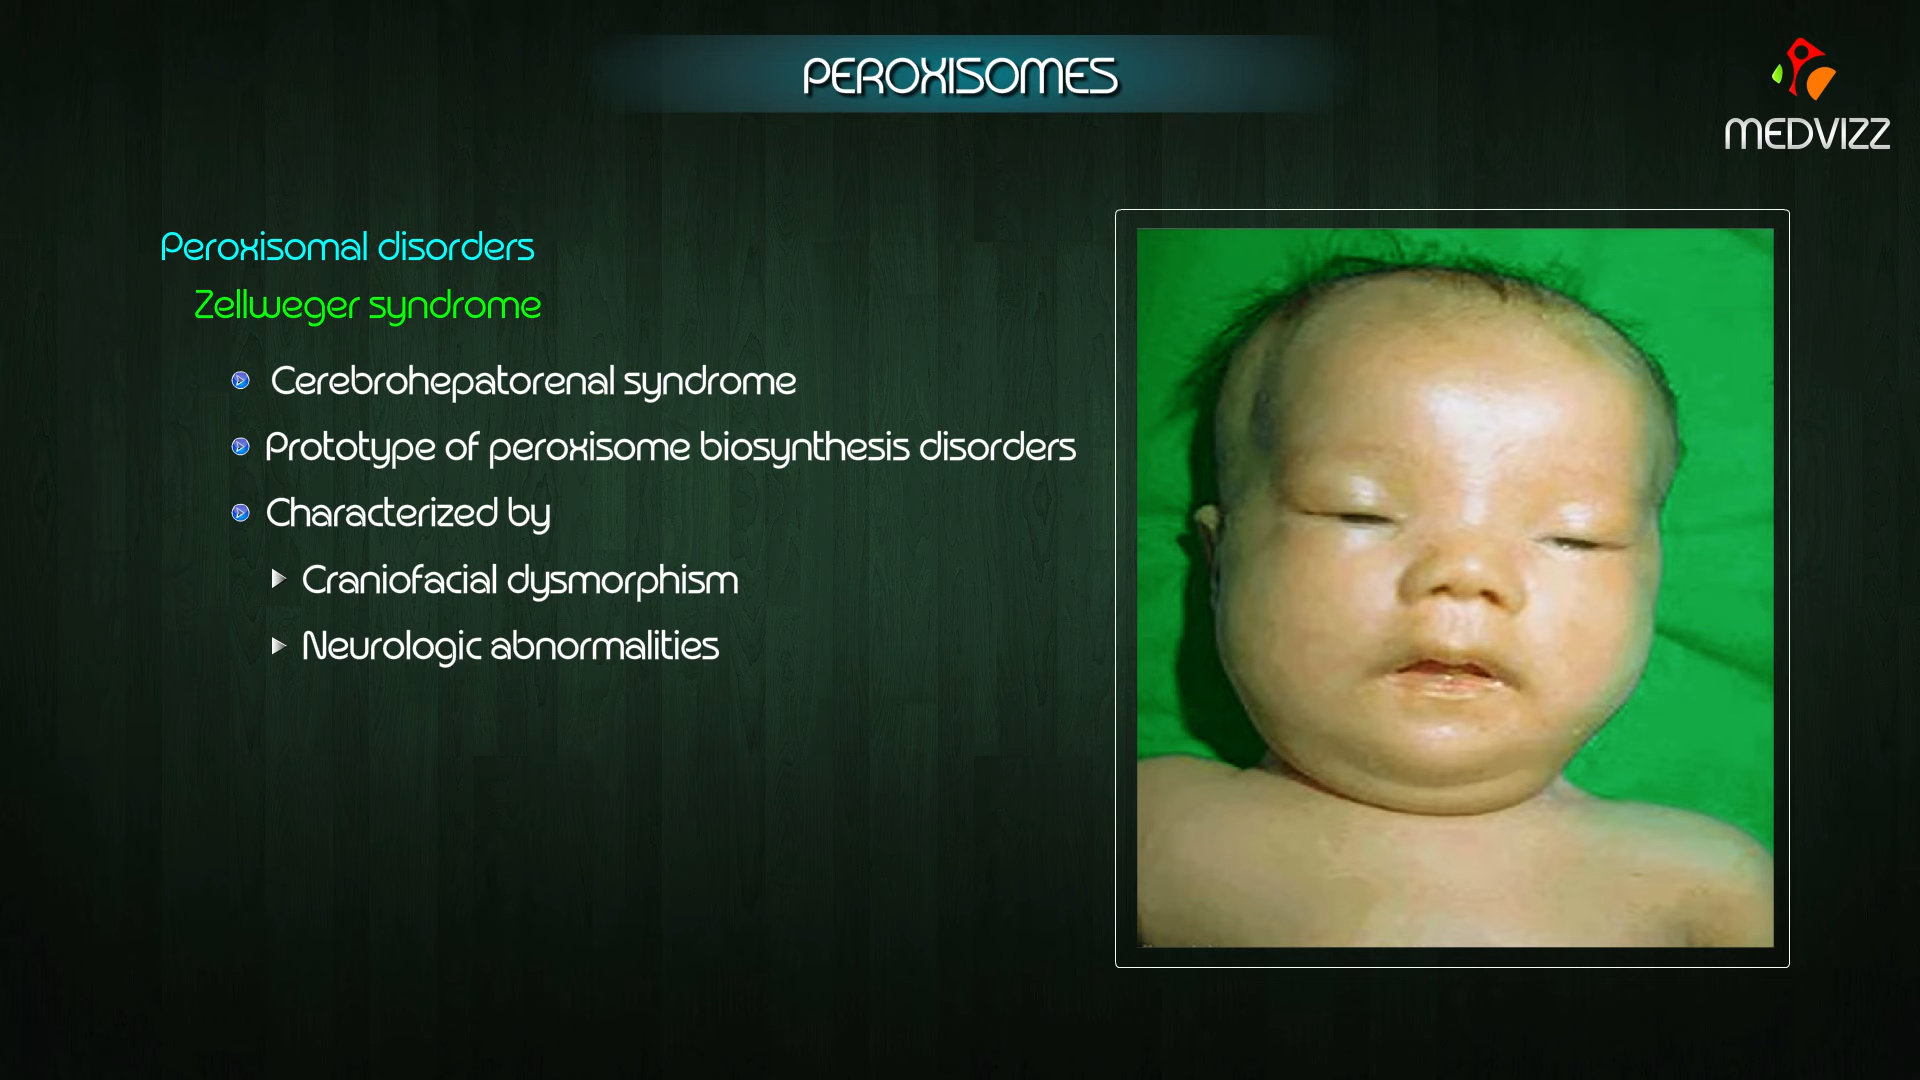 PEROXISOMES
MEDVIZZ
Peroxisomal disorders
Zellweger syndrome
Cerebrohepatorenal syndrome
Prototype of peroxisome biosynthesis disorders
Characterized by
Craniofacial dysmorphism
Neurologic abnormalities